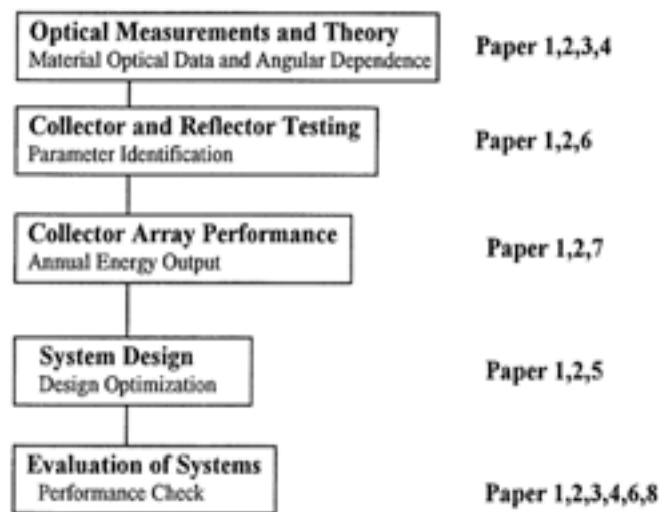 Optical Measurements and Theory
Material Optical Data and Angular Dependence
Paper 1,2,3,4
Collector and Reflector Testing
Parameter Identification
Paper 1,2,6
Collector Array Performance
Annual Energy Output
Paper 1,2,7
System Design
Design Optimization
Paper 1,2,5
Evaluation of Systems
Performance Check
Paper 1,2,3,4,6,8